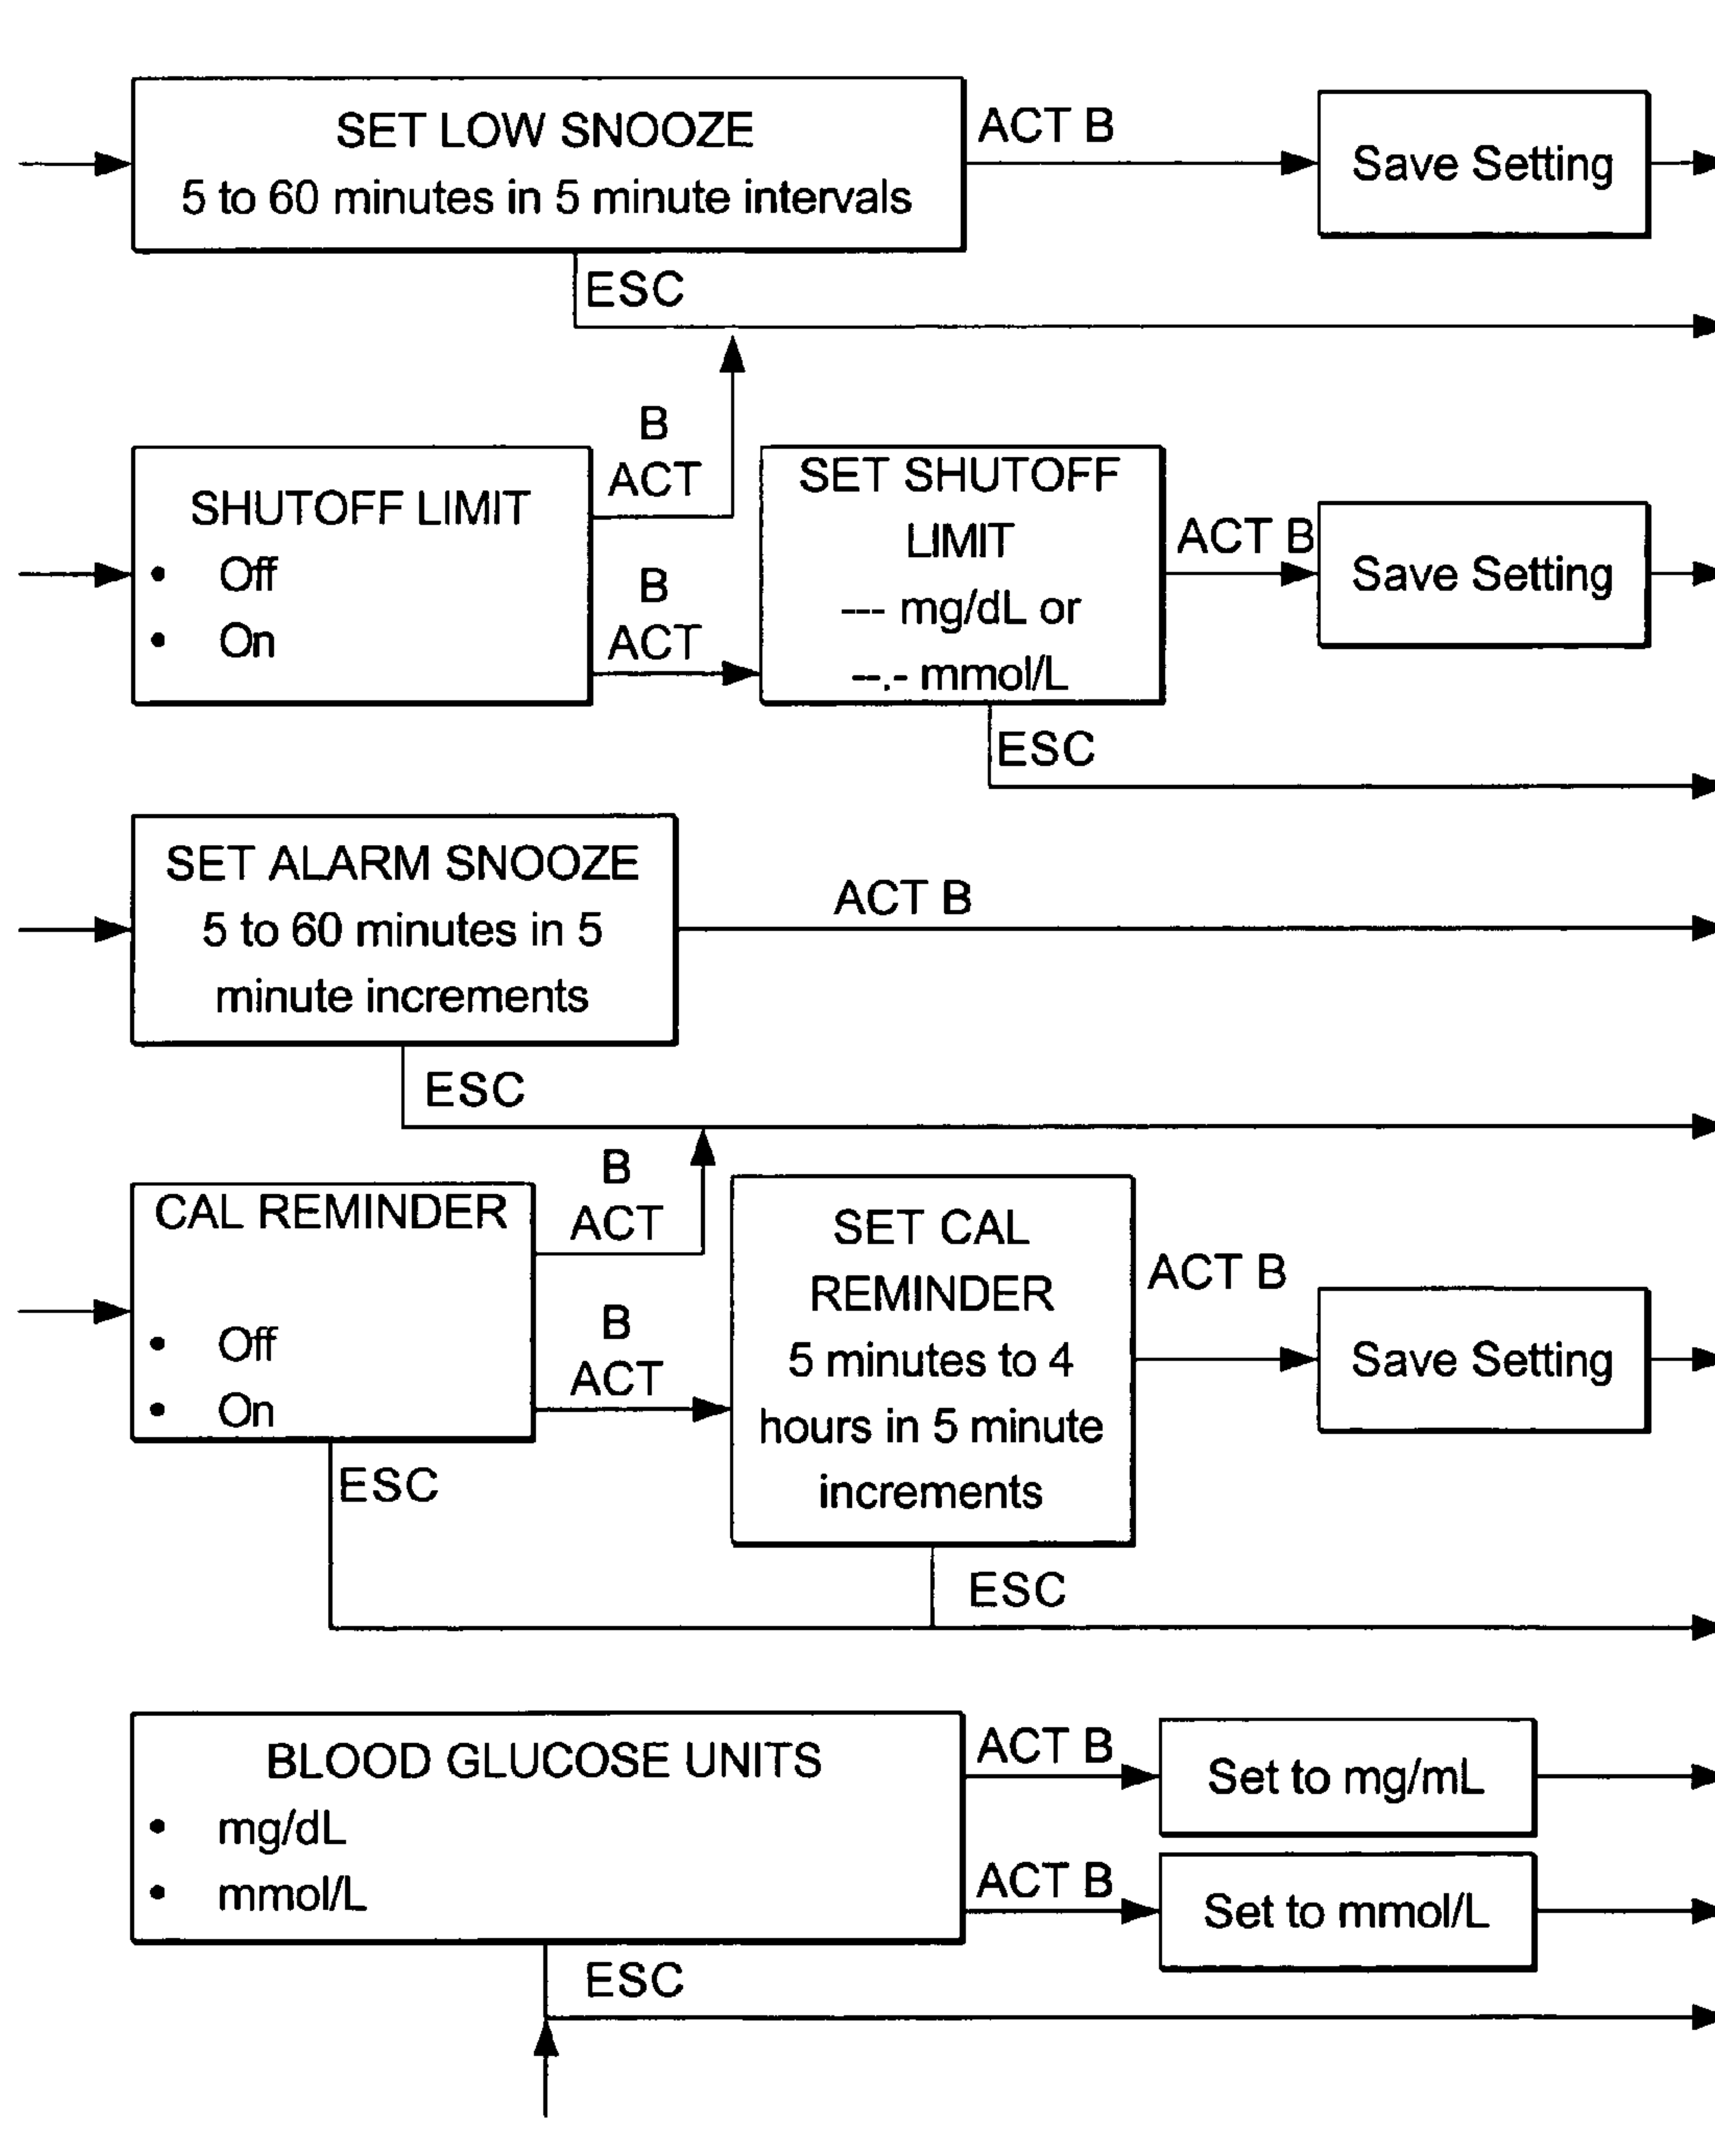 SET LOW SNOOZE
5 to 60 minutes in 5 minute intervals
ACT B
Save Setting
ESC
B
ACT
SHUTOFF LIMIT
• Off
• On
B
ACT
SET SHUTOFF
LIMIT
--- mg/dL or
--.- mmol/L
ACT B
Save Setting
ESC
SET ALARM SNOOZE
5 to 60 minutes in 5
minute increments
ACT B
ESC
B
ACT
CAL REMINDER
• Off
• On
B
ACT
SET CAL
REMINDER
5 minutes to 4
hours in 5 minute
increments
ACT B
Save Setting
ESC
ESC
BLOOD GLUCOSE UNITS
• mg/dL
• mmol/L
ACT B
Set to mg/mL
ACT B
Set to mmol/L
ESC